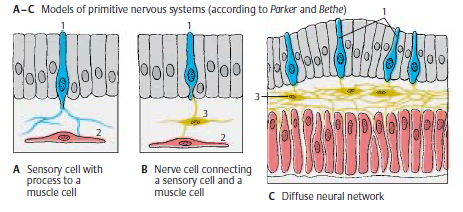 A–C Models of primitive nervous systems (according to Parker and Bethe)
1
1
1
2
3
2
3
A Sensory cell with
process to a
muscle cell
B Nerve cell connecting
a sensory cell and a
muscle cell
C Diffuse neural network